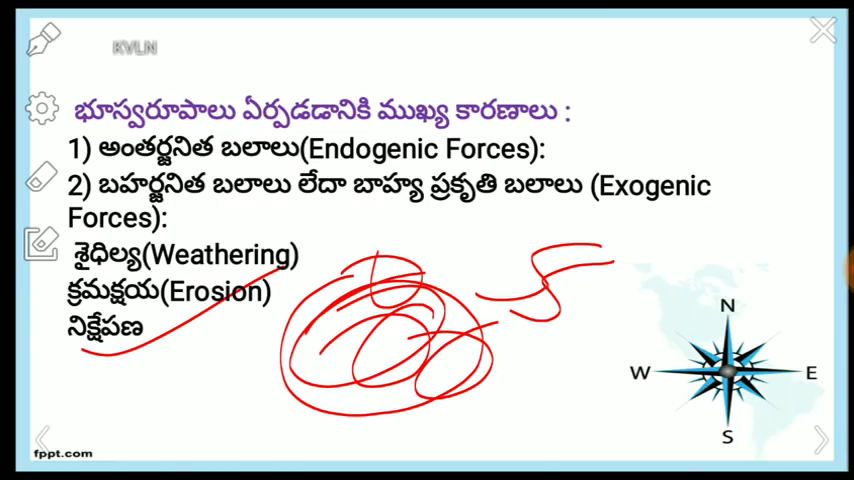 KVLN
భూస్వరూపాలు ఏర్పడడానికి ముఖ్య కారణాలు :
1) అంతర్జనిత బలాలు(Endogenic Forces):
2) బహర్జనిత బలాలు లేదా బాహ్య ప్రకృతి బలాలు (Exogenic
Forces):
శైధిల్య(Weathering)
క్రమక్షయ(Erosion)
నిక్షేపణ
N
W E
S
fppt.com